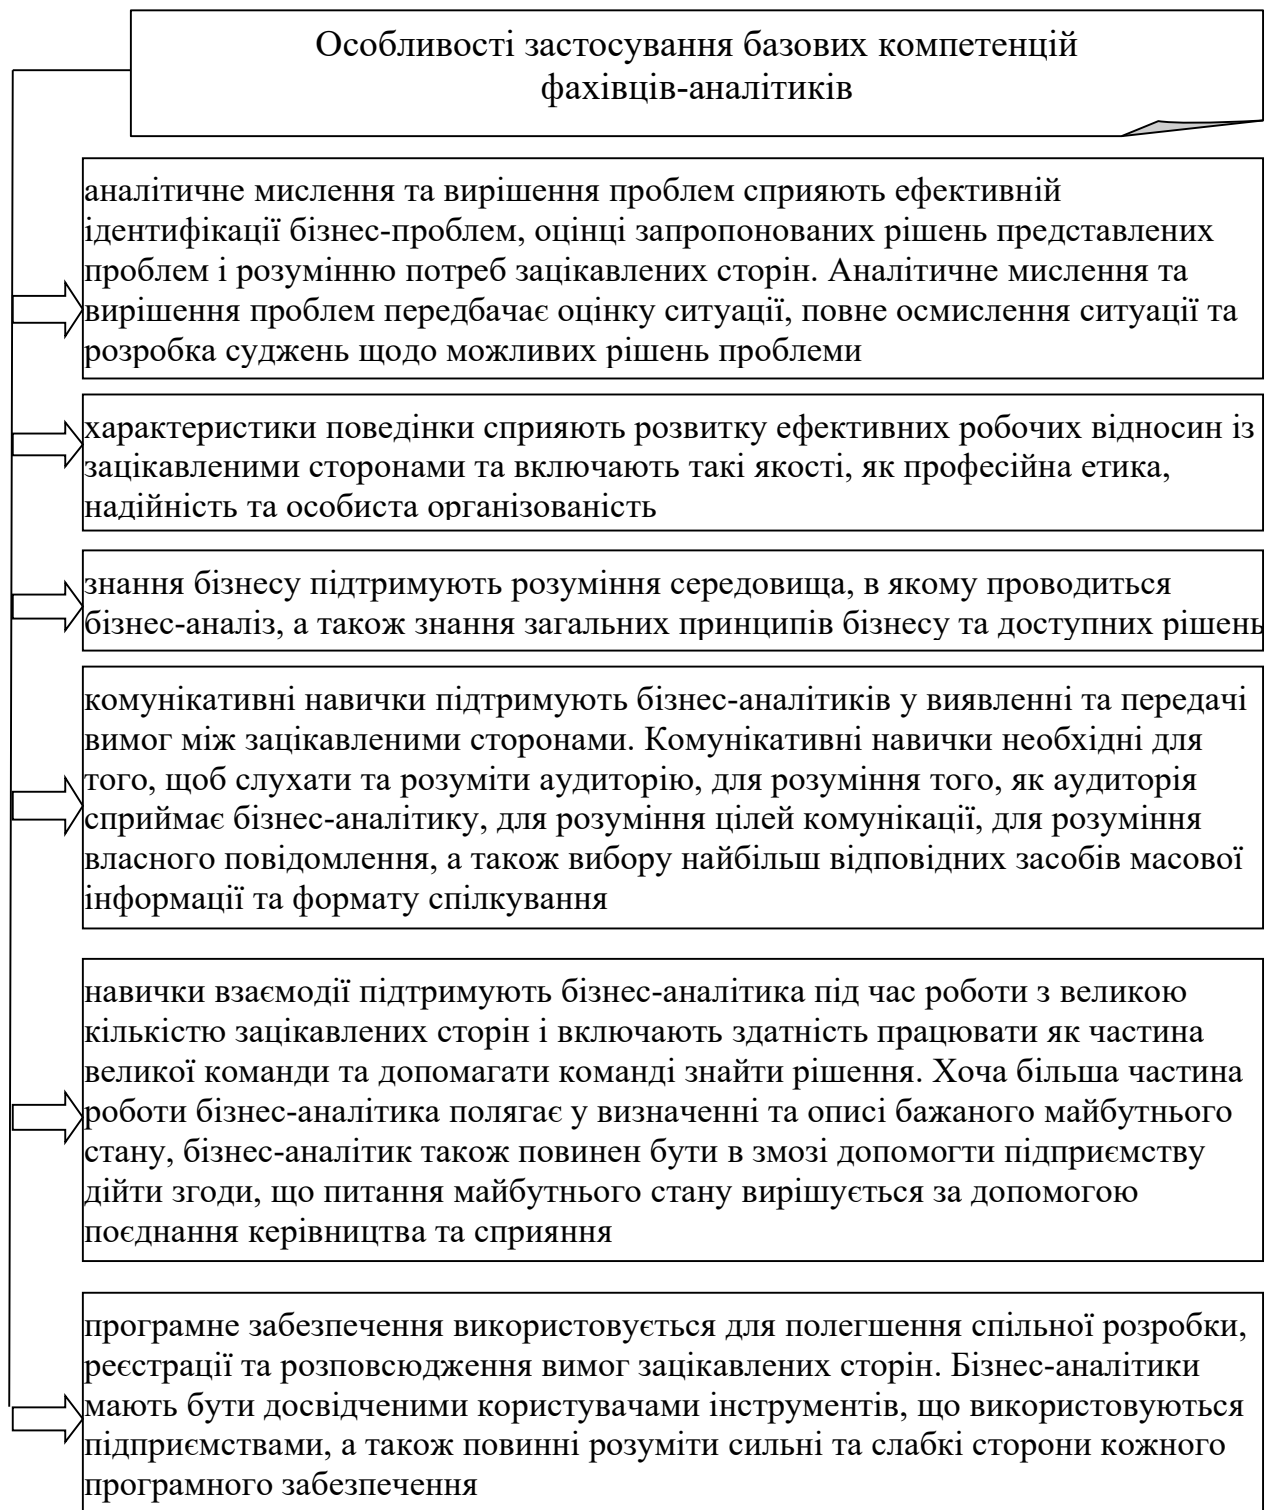 Особливості застосування базових компетенцій
фахівців-аналітиків
аналітичне мислення та вирішення проблем сприяють ефективній
ідентифікації бізнес-проблем, оцінці запропонованих рішень представлених
проблем і розумінню потреб зацікавлених сторін. Аналітичне мислення та
вирішення проблем передбачає оцінку ситуації, повне осмислення ситуації та
розробка суджень щодо можливих рішень проблеми
характеристики поведінки сприяють розвитку ефективних робочих відносин із
зацікавленими сторонами та включають такі якості, як професійна етика,
надійність та особиста організованість
знання бізнесу підтримують розуміння середовища, в якому проводиться
бізнес-аналіз, а також знання загальних принципів бізнесу та доступних рішень
комунікативні навички підтримують бізнес-аналітиків у виявленні та передачі
вимог між зацікавленими сторонами. Комунікативні навички необхідні для
того, щоб слухати та розуміти аудиторію, для розуміння того, як аудиторія
сприймає бізнес-аналітику, для розуміння цілей комунікації, для розуміння
власного повідомлення, а також вибору найбільш відповідних засобів масової
інформації та формату спілкування
навички взаємодії підтримують бізнес-аналітика під час роботи з великою
кількістю зацікавлених сторін і включають здатність працювати як частина
великої команди та допомагати команді знайти рішення. Хоча більша частина
роботи бізнес-аналітика полягає у визначенні та описі бажаного майбутнього
стану, бізнес-аналітик також повинен бути в змозі допомогти підприємству
дійти згоди, що питання майбутнього стану вирішується за допомогою
поєднання керівництва та сприяння
програмне забезпечення використовується для полегшення спільної розробки,
реєстрації та розповсюдження вимог зацікавлених сторін. Бізнес-аналітики
мають бути досвідченими користувачами інструментів, що використовуються
підприємствами, а також повинні розуміти сильні та слабкі сторони кожного
програмного забезпечення